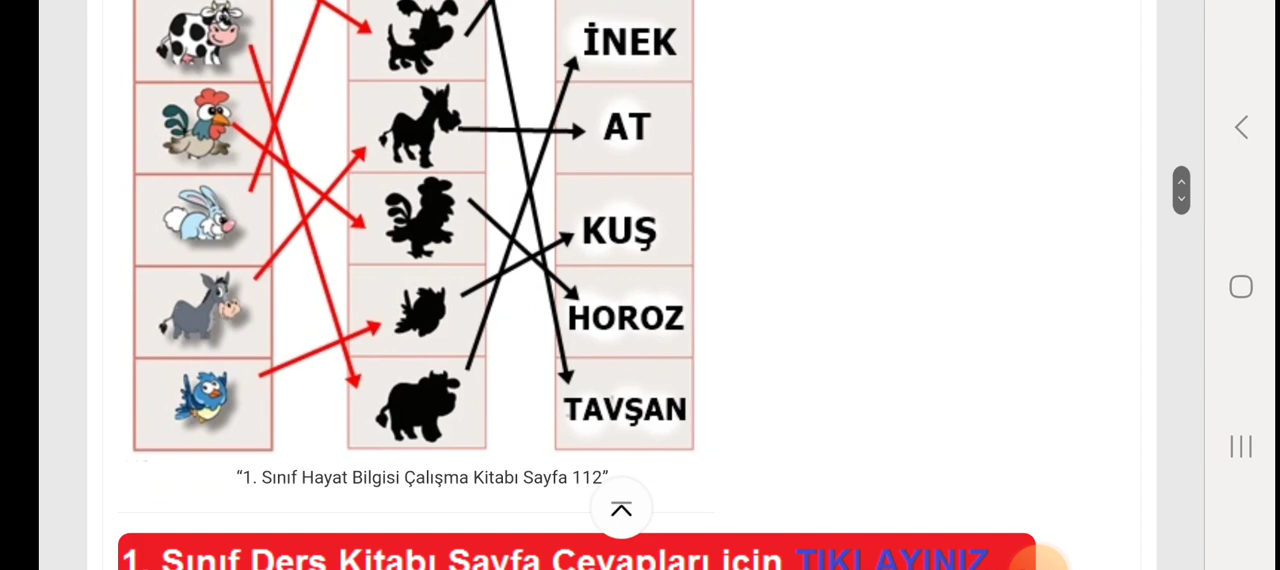 İNEK
AT
KUŞ
HOROZ
TAVŞAN
“1. Sınıf Hayat Bilgisi Çalışma Kitabı Sayfa 112”
1. Sınıf Ders Kitabı Sayfa Cevapları için TIKLAYINIZ